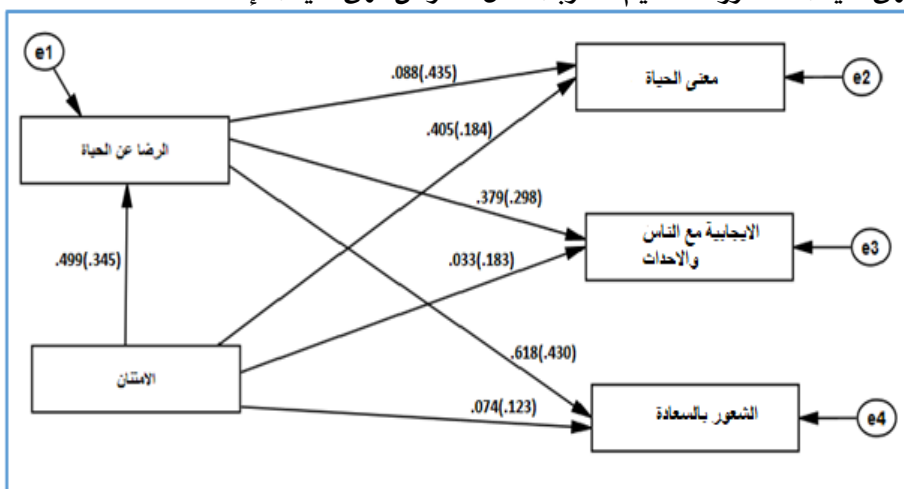 e1
.088(.435)
معنى الحياة
e2
.405(.184)
الرضا عن الحياة
.379(.298)
الايجابية مع الناس
والاحداث
e3
.499(.345)
.033(.183)
.618(.430)
الامتنان
.074(.123)
الشعور بالسعادة
e4